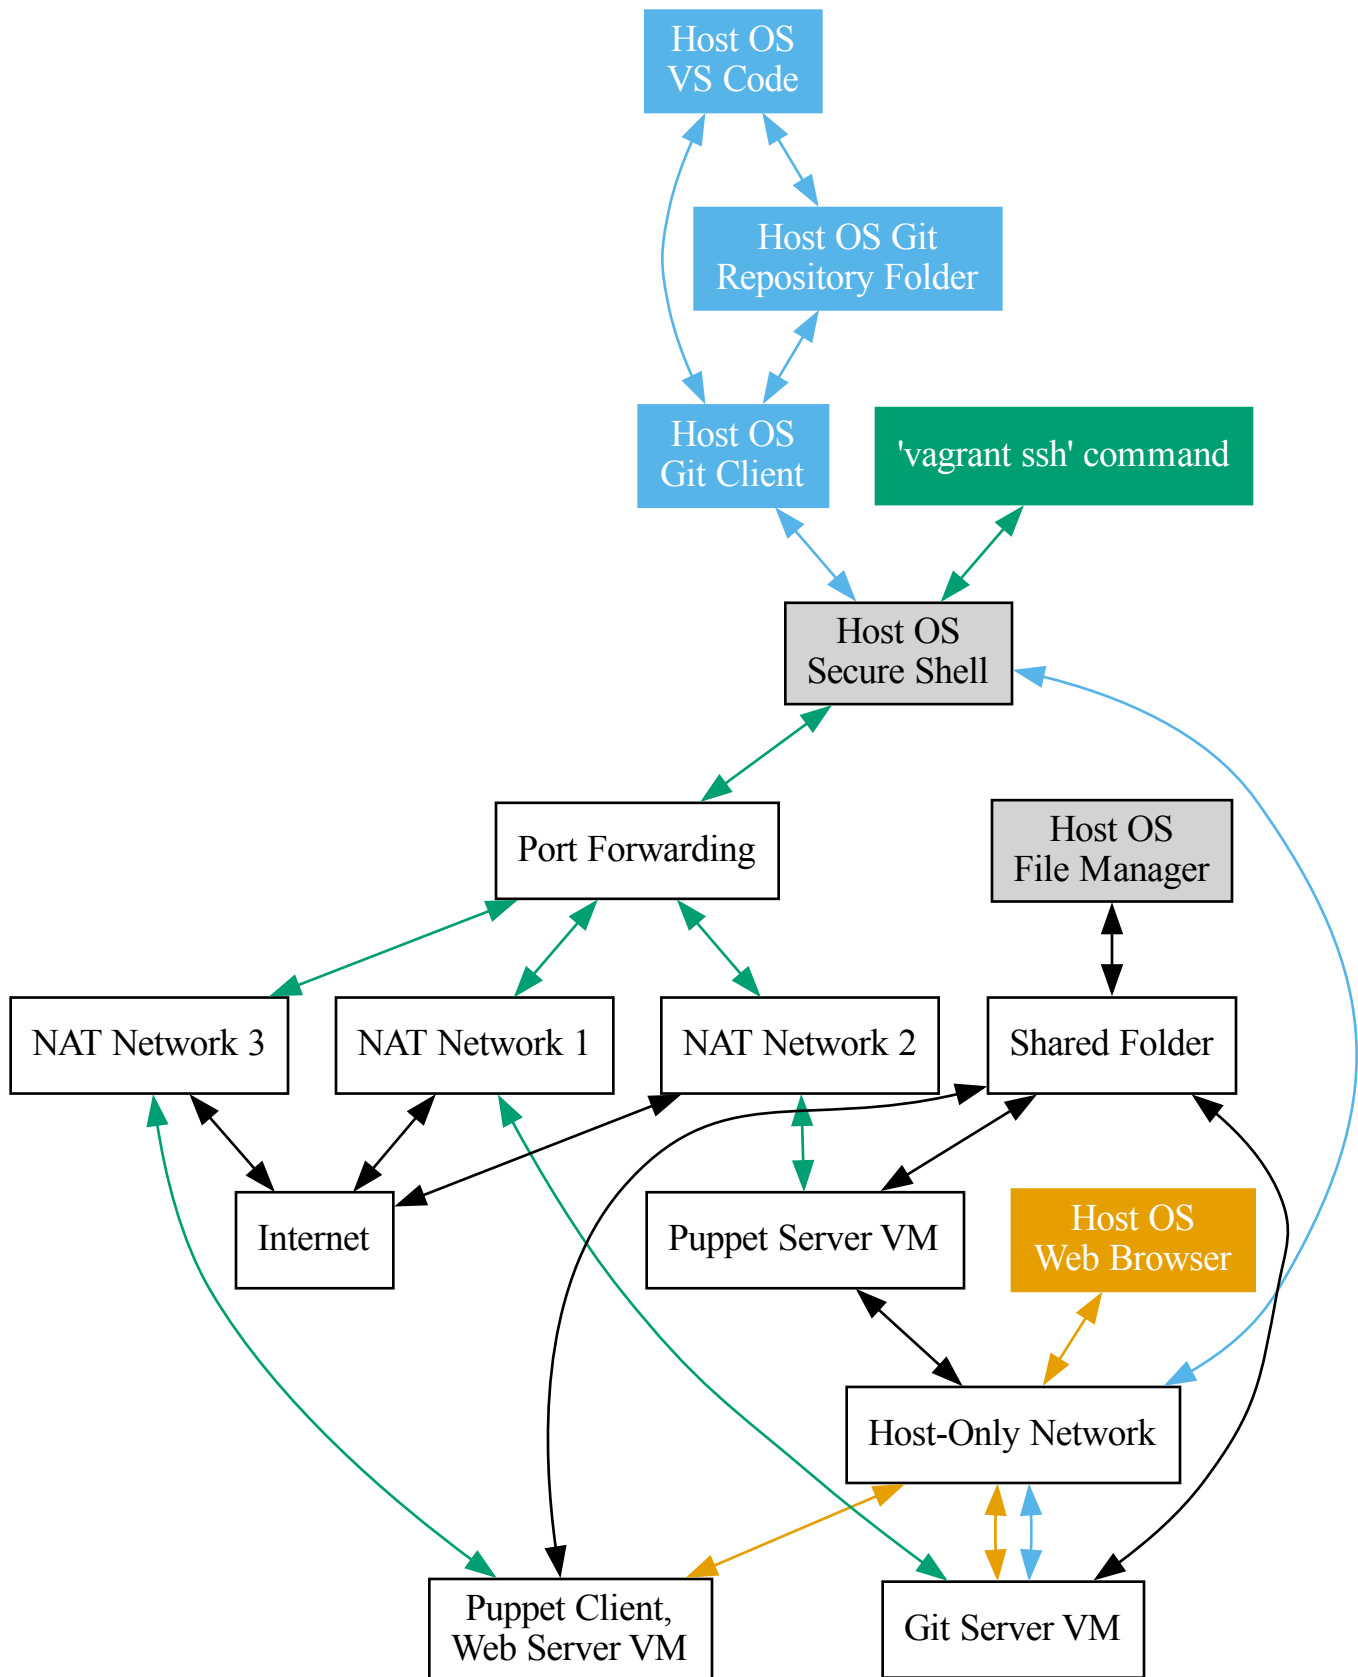 Host OS
VS Code
Host OS Git
Repository Folder
Host OS
Git Client
'vagrant ssh' command
Host OS
Secure Shell
Port Forwarding
Host OS
File Manager
NAT Network 3
NAT Network 1
NAT Network 2
Shared Folder
Internet
Puppet Server VM
Host OS
Web Browser
Host-Only Network
Puppet Client,
Web Server VM
Git Server VM